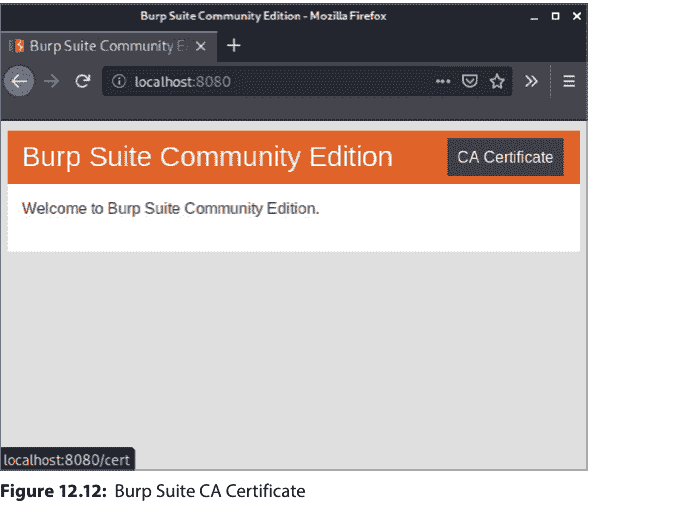 Burp Suite Community Edition - Mozilla Firefox
Burp Suite Community E
localhost:8080
Burp Suite Community Edition
CA Certificate
Welcome to Burp Suite Community Edition.
localhost:8080/cert
Figure 12.12: Burp Suite CA Certificate